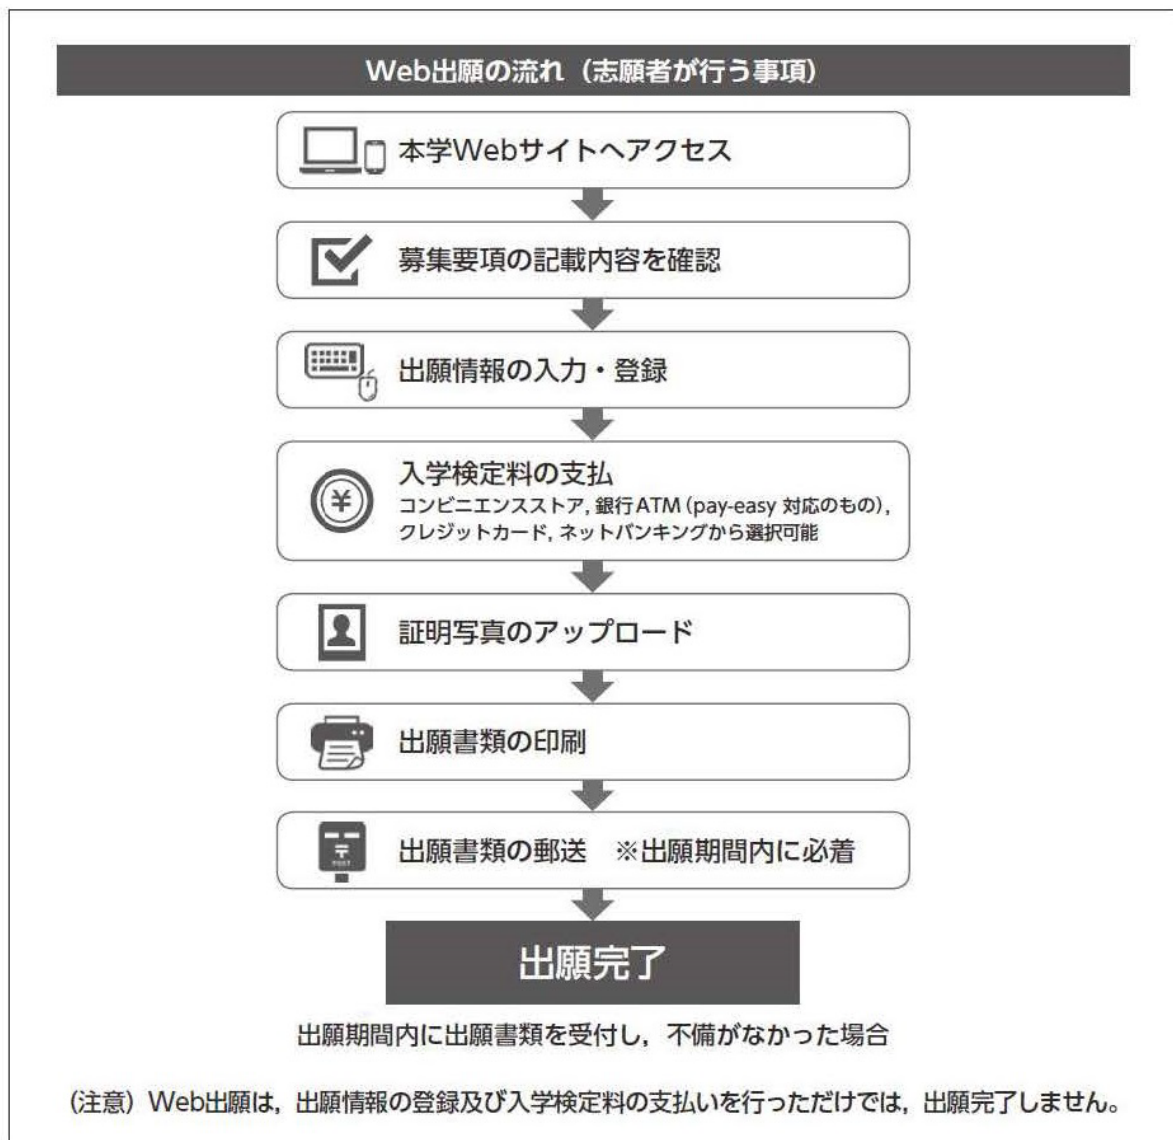 Web出願の流れ（志願者が行う事項）
本学Webサイトへアクセス
募集要項の記載内容を確認
出願情報の入力・登録
入学検定料の支払
コンビニエンスストア, 銀行ATM（pay-easy 対応のもの）,
クレジットカード, ネットバンキングから選択可能
¥
証明写真のアップロード
出願書類の印刷
出願書類の郵送　※出願期間内に必着
〒
POST
出願完了
出願期間内に出願書類を受付し，不備がなかった場合
（注意）Web出願は，出願情報の登録及び入学検定料の支払いを行っただけでは，出願完了しません。